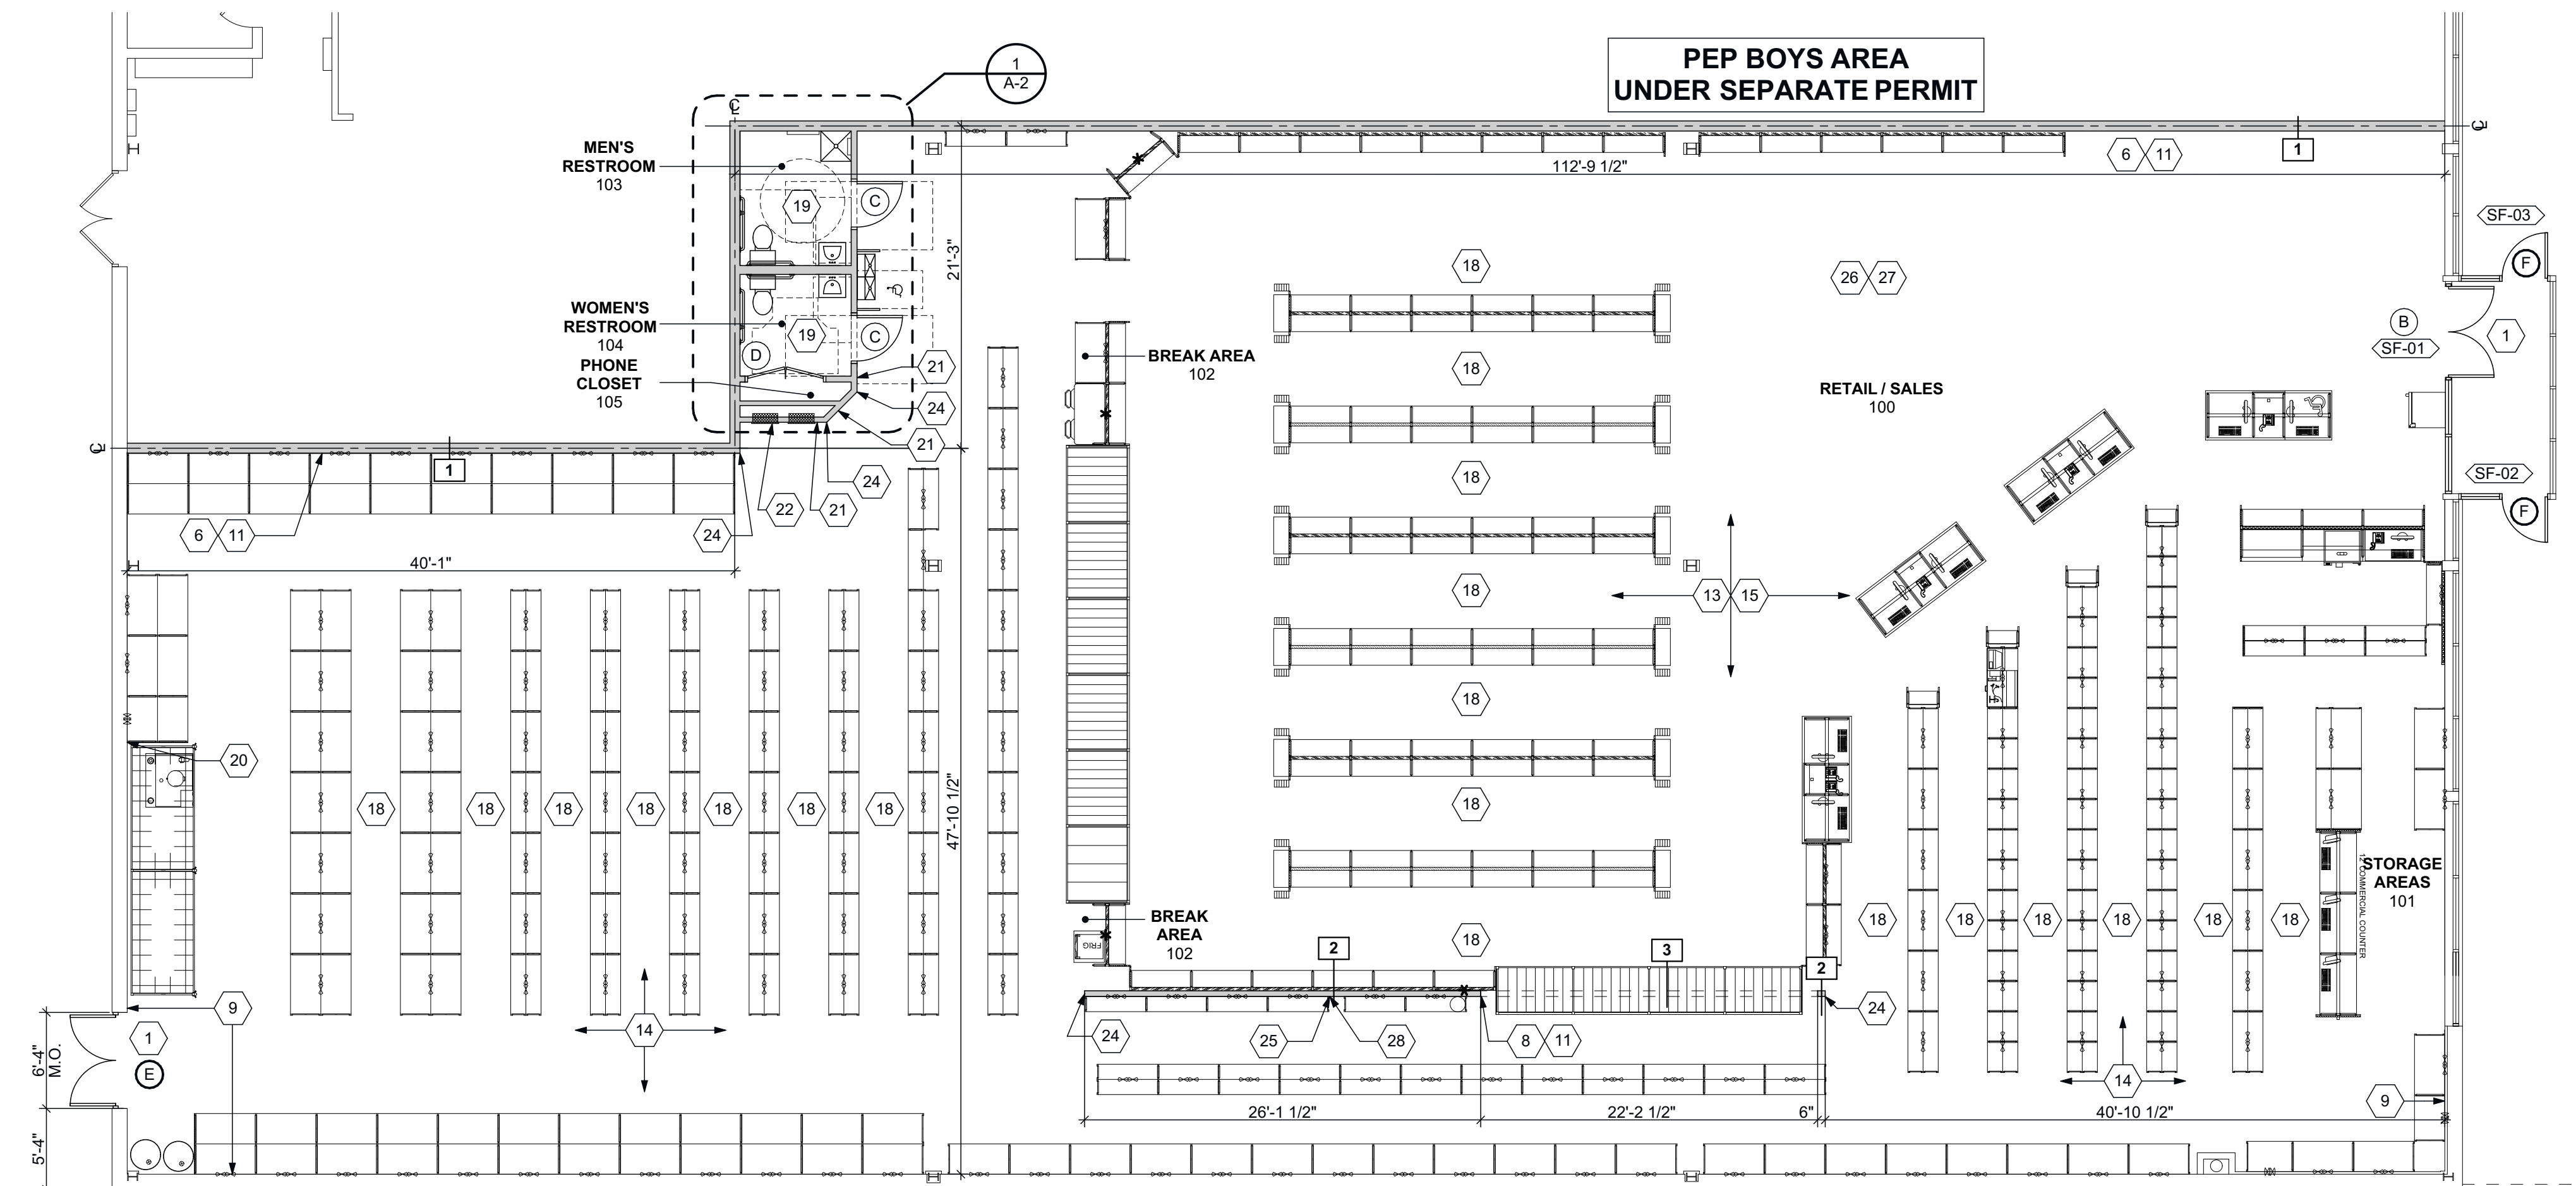 PEP BOYS AREA
UNDER SEPARATE PERMIT
1
A-2
MEN'S
RESTROOM
103
19
C
WOMEN'S
RESTROOM
104
19
C
D
PHONE
CLOSET
105
21
24
21
24
22
21
24
6 11
1
40'-1"
21'-3"
112'-9 1/2"
6 11
1
SF-03
F
B
SF-01
1
SF-02
F
BREAK AREA
102
18
18
18
18
18
18
18
26 27
RETAIL / SALES
100
13 15
20
18 18 18 18 18 18 18
47'-10 1/2"
BREAK
AREA
102
FRIG
2
3
2
24
18 18 18 18 18 18
12' COMMERCIAL COUNTER
STORAGE
AREAS
101
9
1
E
6'-4"
M.O.
5'-4"
14
24
25
28
8 11
26'-1 1/2"
22'-2 1/2"
6"
40'-10 1/2"
14
9